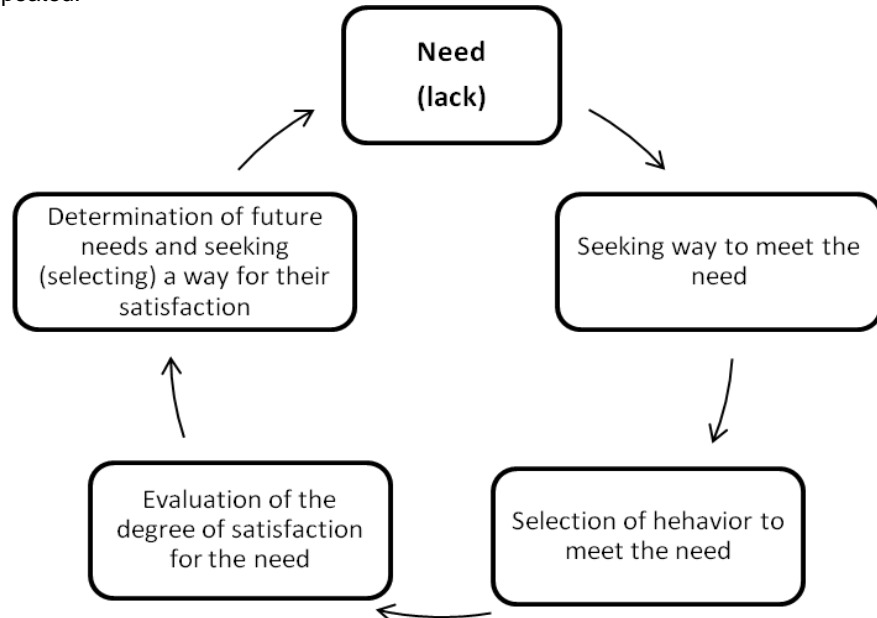 peated.
Need
(lack)
Seeking way to meet the
need
Selection of hehavior to
meet the need
Evaluation of the
degree of satisfaction
for the need
Determination of future
needs and seeking
(selecting) a way for their
satisfaction